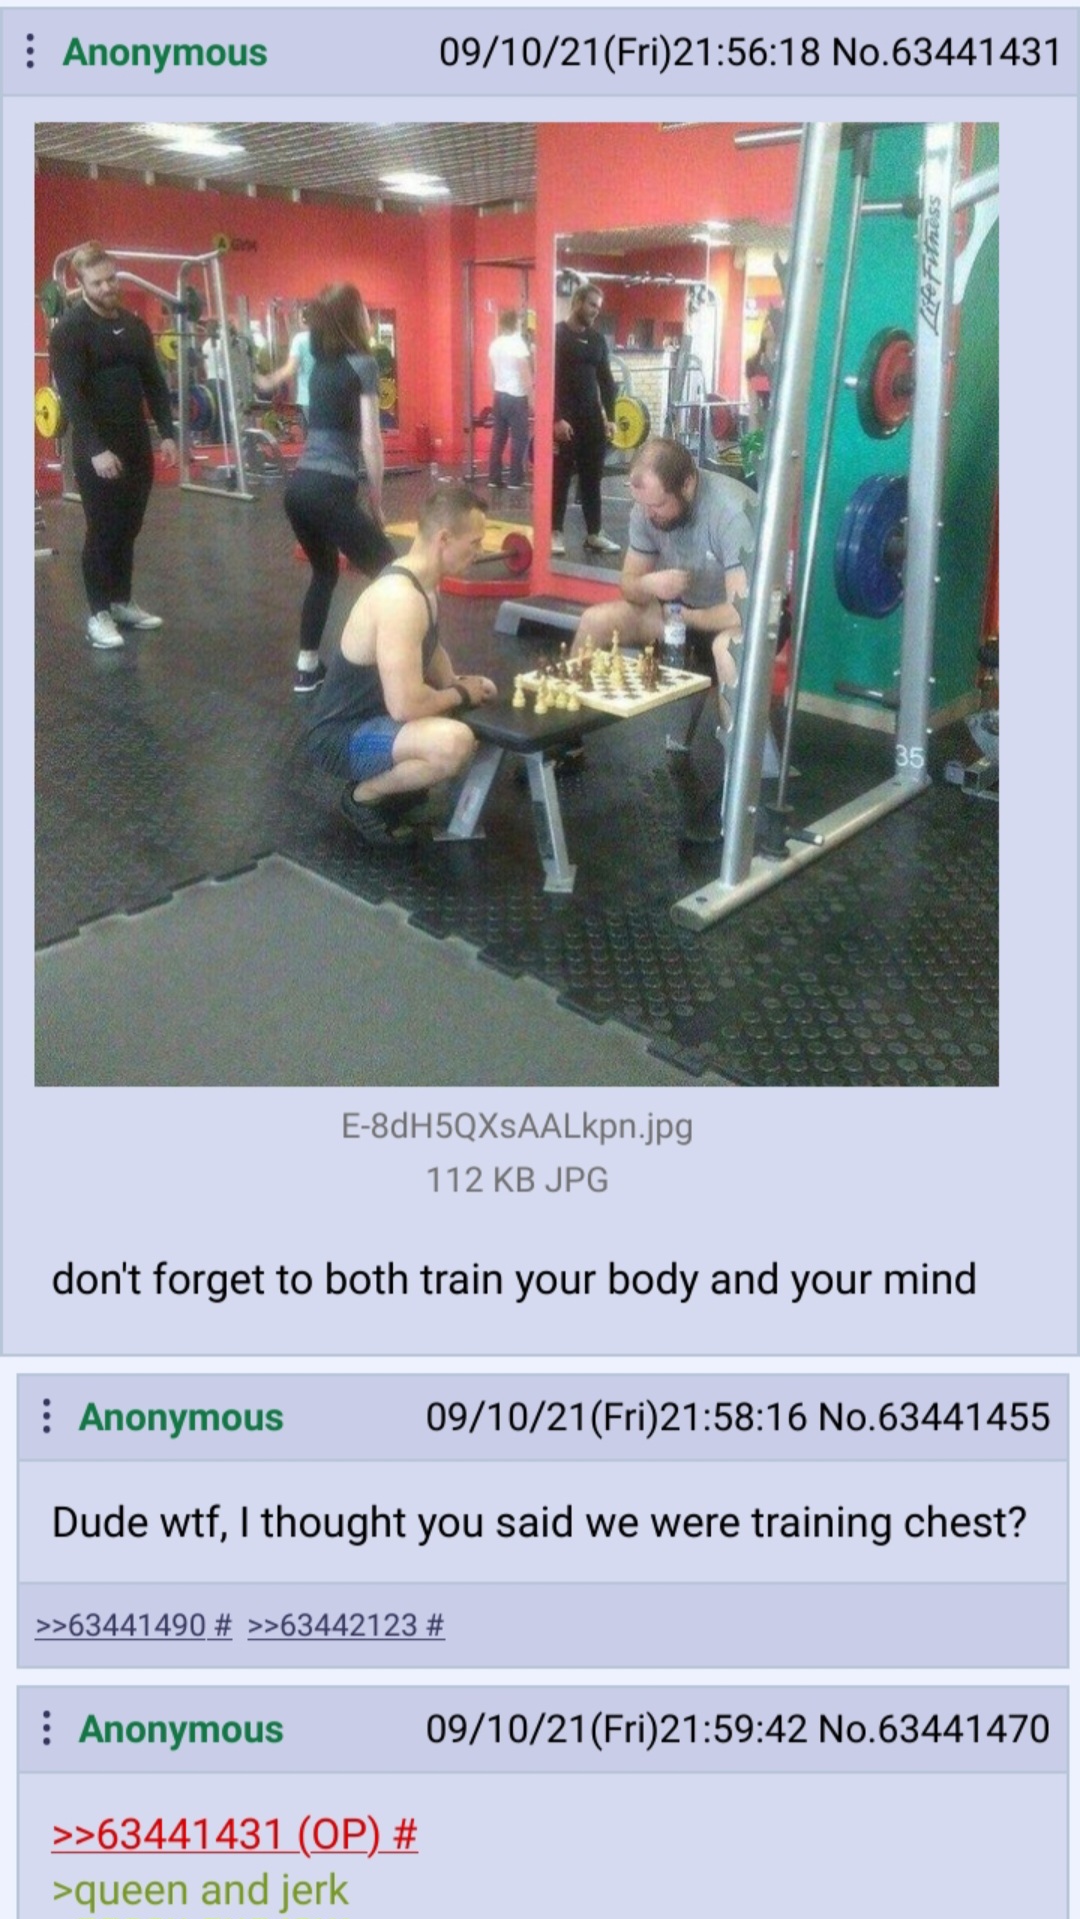 Anonymous 09/10/21(Fri)21:56:18 No.63441431
GYM
LifeFitness
35
E-8dH5QXsAALkpn.jpg
112 KB JPG
don't forget to both train your body and your mind
Anonymous 09/10/21(Fri)21:58:16 No.63441455
Dude wtf, I thought you said we were training chest?
>>63441490 # >>63442123 #
Anonymous 09/10/21(Fri)21:59:42 No.63441470
>>63441431 (OP) #
>queen and jerk